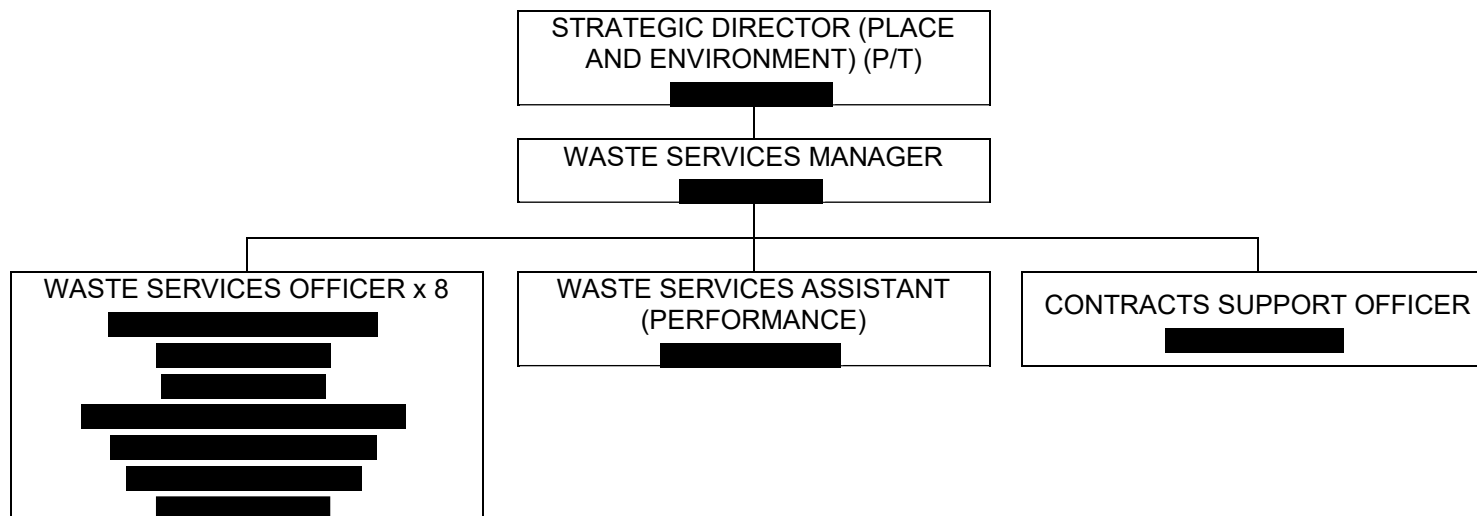 STRATEGIC DIRECTOR (PLACE
AND ENVIRONMENT) (P/T)
WASTE SERVICES MANAGER
WASTE SERVICES OFFICER x 8
WASTE SERVICES ASSISTANT
(PERFORMANCE)
CONTRACTS SUPPORT OFFICER